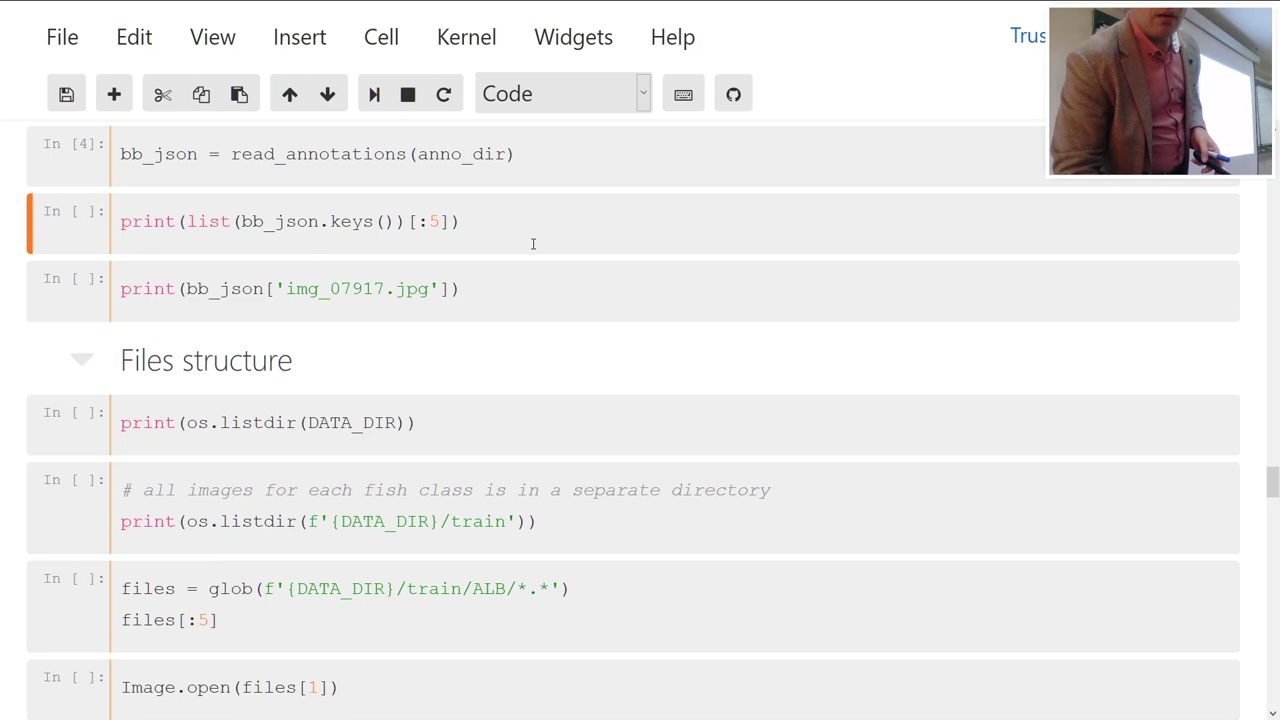 File Edit View Insert Cell Kernel Widgets Help Trus
Code
In [4]: bb_json = read_annotations(anno_dir)
In [ ]: print(list(bb_json.keys())[:5])
In [ ]: print(bb_json['img_07917.jpg'])
Files structure
In [ ]: print(os.listdir(DATA_DIR))
In [ ]: # all images for each fish class is in a separate directory
print(os.listdir(f'{DATA_DIR}/train'))
In [ ]: files = glob(f'{DATA_DIR}/train/ALB/*.*')
files[:5]
In [ ]: Image.open(files[1])